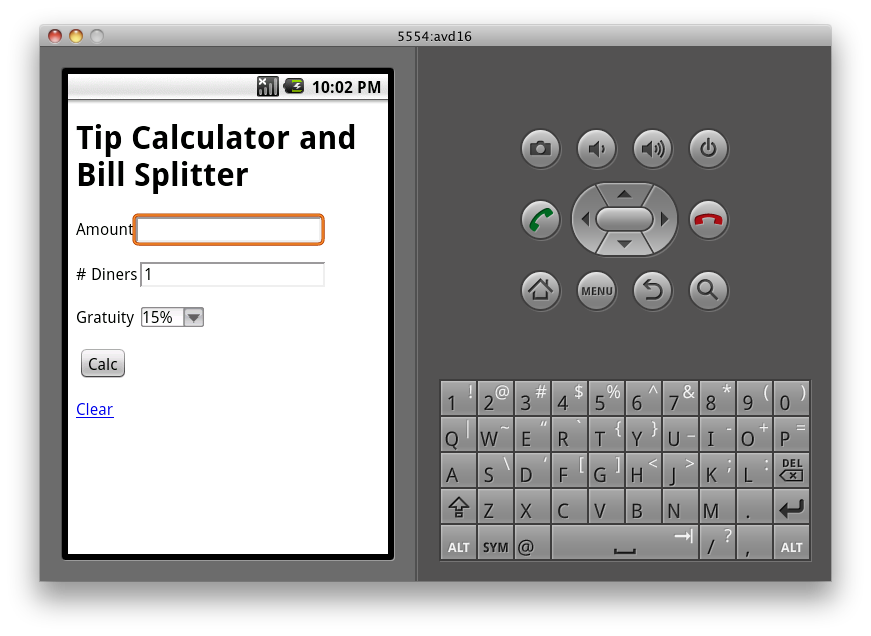 5554:avd16
10:02 PM
Tip Calculator and
Bill Splitter
Amount
# Diners 1
Gratuity 15%
Calc
Clear
MENU
1 ! 2 @ 3 # 4 $ 5 % 6 ^ 7 & 8 * 9 ( 0 )
Q | W ~ E “ R ` T { Y } U _ I - O + P =
A S \ D ‘ F [ G ] H < J > K ; L : DEL
Z X C V B N M .
ALT SYM @ / ? , ALT